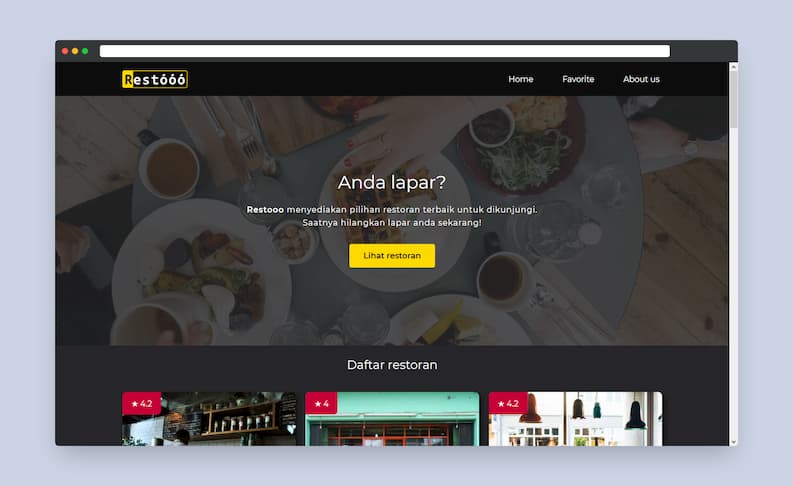 Restóóó
Home
Favorite
About us
Anda lapar?
Restooo menyediakan pilihan restoran terbaik untuk dikunjungi.
Saatnya hilangkan lapar anda sekarang!
Lihat restoran
Daftar restoran
★ 4.2
★ 4
★ 4.2